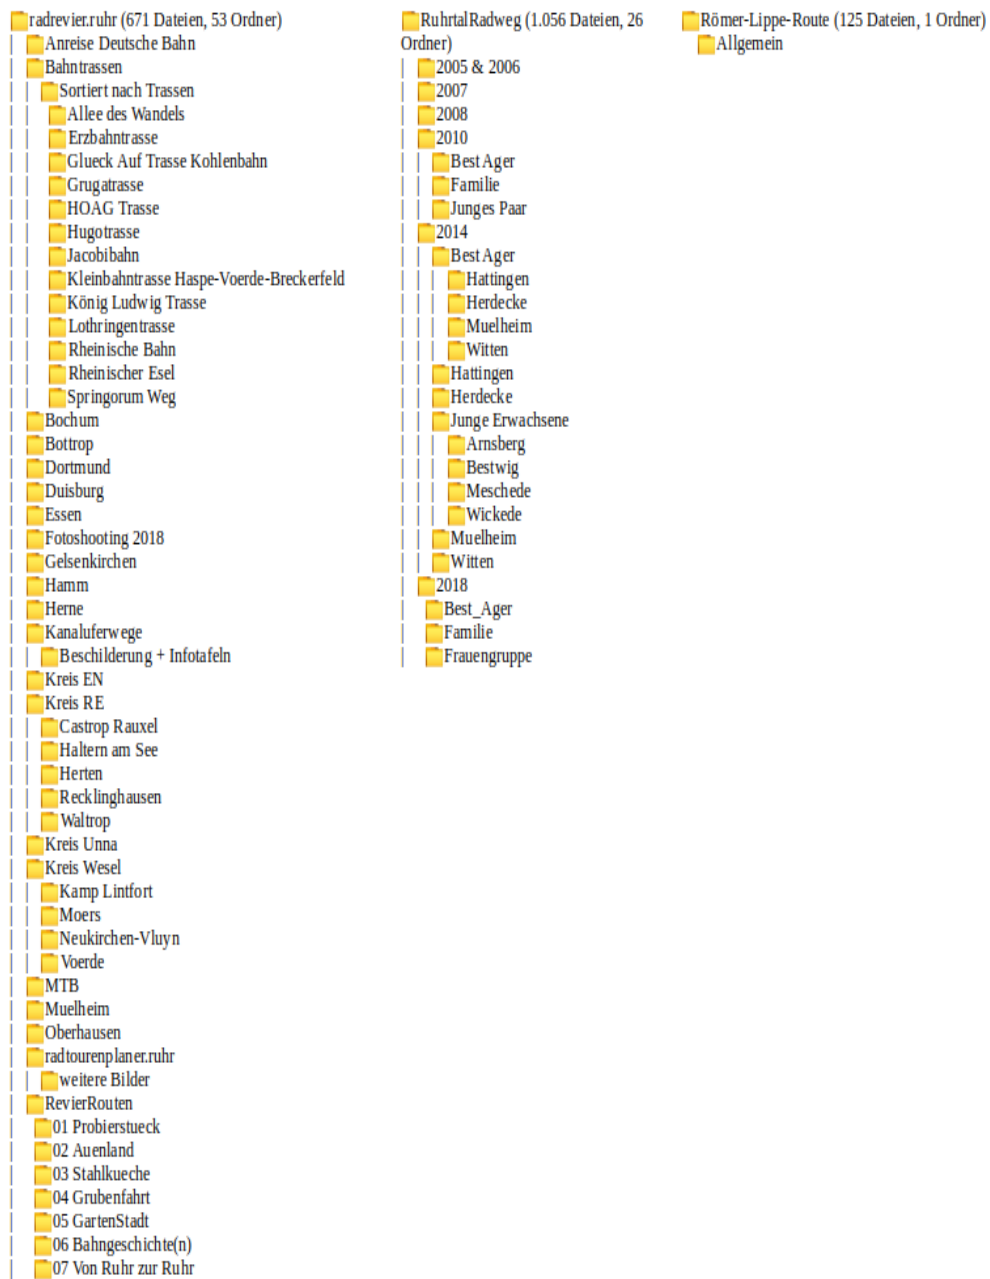 radrevier.ruhr (671 Dateien, 53 Ordner)
Anreise Deutsche Bahn
Bahntrassen
Sortiert nach Trassen
Allee des Wandels
Erzbahntrasse
Glueck Auf Trasse Kohlenbahn
Grugatrasse
HOAG Trasse
Hugotrasse
Jacobibahn
Kleinbahntrasse Haspe-Voerde-Breckerfeld
König Ludwig Trasse
Lothringentrasse
Rheinische Bahn
Rheinischer Esel
Springorum Weg
Bochum
Bottrop
Dortmund
Duisburg
Essen
Fotoshooting 2018
Gelsenkirchen
Hamm
Herne
Kanaluferwege
Beschilderung + Infotafeln
Kreis EN
Kreis RE
Castrop Rauxel
Haltern am See
Herten
Recklinghausen
Waltrop
Kreis Unna
Kreis Wesel
Kamp Lintfort
Moers
Neukirchen-Vluyn
Voerde
MTB
Muelheim
Oberhausen
radtourenplaner.ruhr
weitere Bilder
RevierRouten
01 Probierstueck
02 Auenland
03 Stahlkueche
04 Grubenfahrt
05 GartenStadt
06 Bahngeschichte(n)
07 Von Ruhr zur Ruhr
RuhrtalRadweg (1.056 Dateien, 26
Ordner)
2005 & 2006
2007
2008
2010
Best Ager
Familie
Junges Paar
2014
Best Ager
Hattingen
Herdecke
Muelheim
Witten
Hattingen
Herdecke
Junge Erwachsene
Arnsberg
Bestwig
Meschede
Wickede
Muelheim
Witten
2018
Best_Ager
Familie
Frauengruppe
Römer-Lippe-Route (125 Dateien, 1 Ordner)
Allgemein